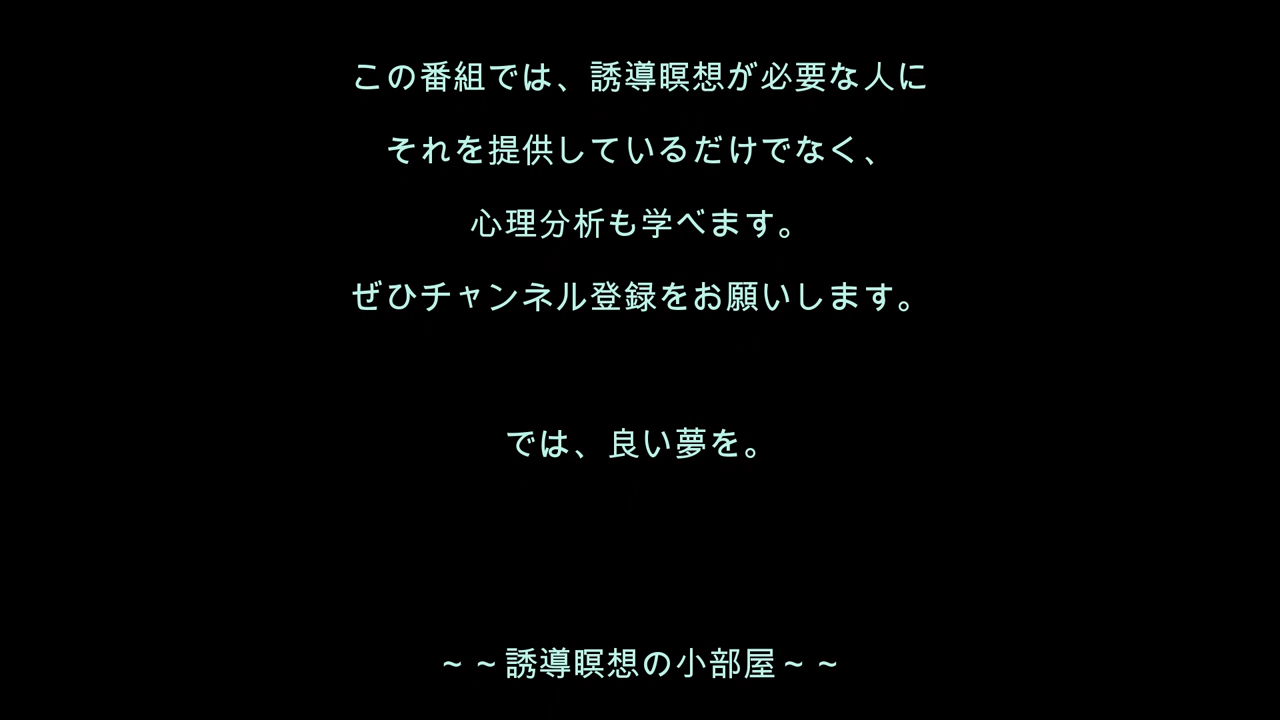 この番組では、誘導瞑想が必要な人に
それを提供しているだけでなく、
心理分析も学べます。
ぜひチャンネル登録をお願いします。
では、良い夢を。
~ ~誘導瞑想の小部屋~ ~